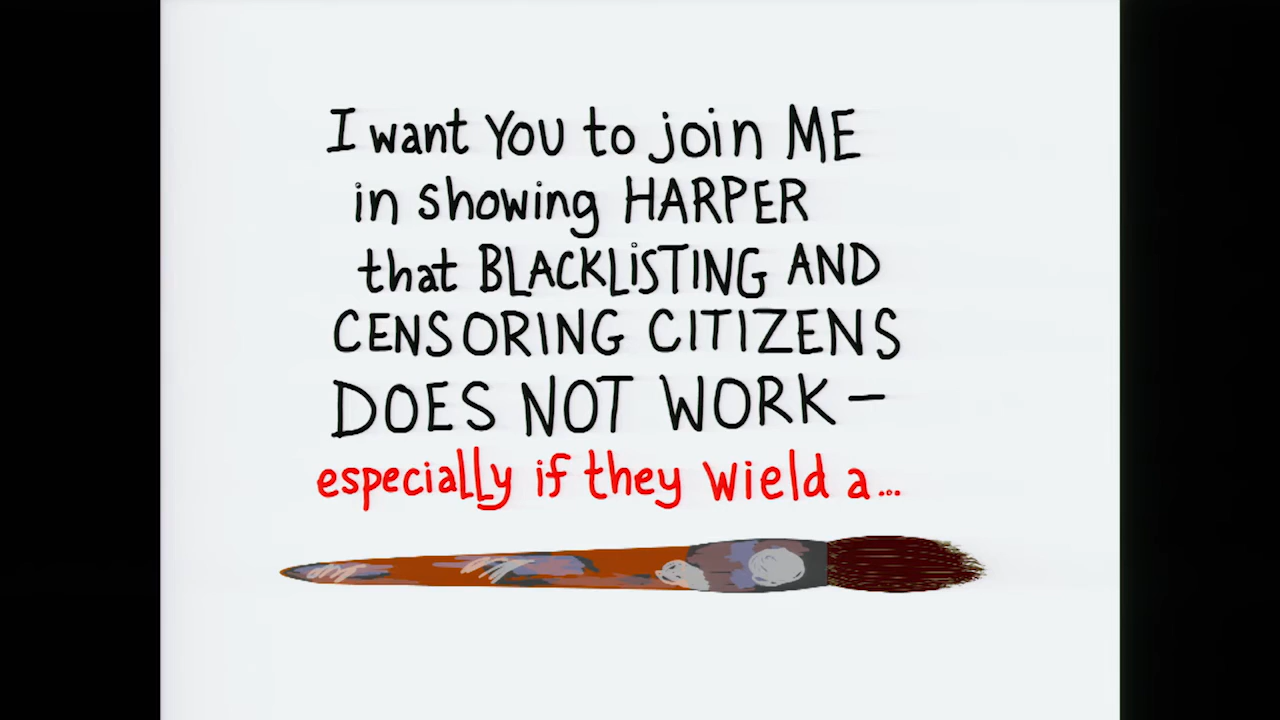 I want YOU to join ME
in showing HARPER
that BLACKLiSTING AND
CENSORING CITIZENS
DOES NOT WORK –
especially if they wield a...